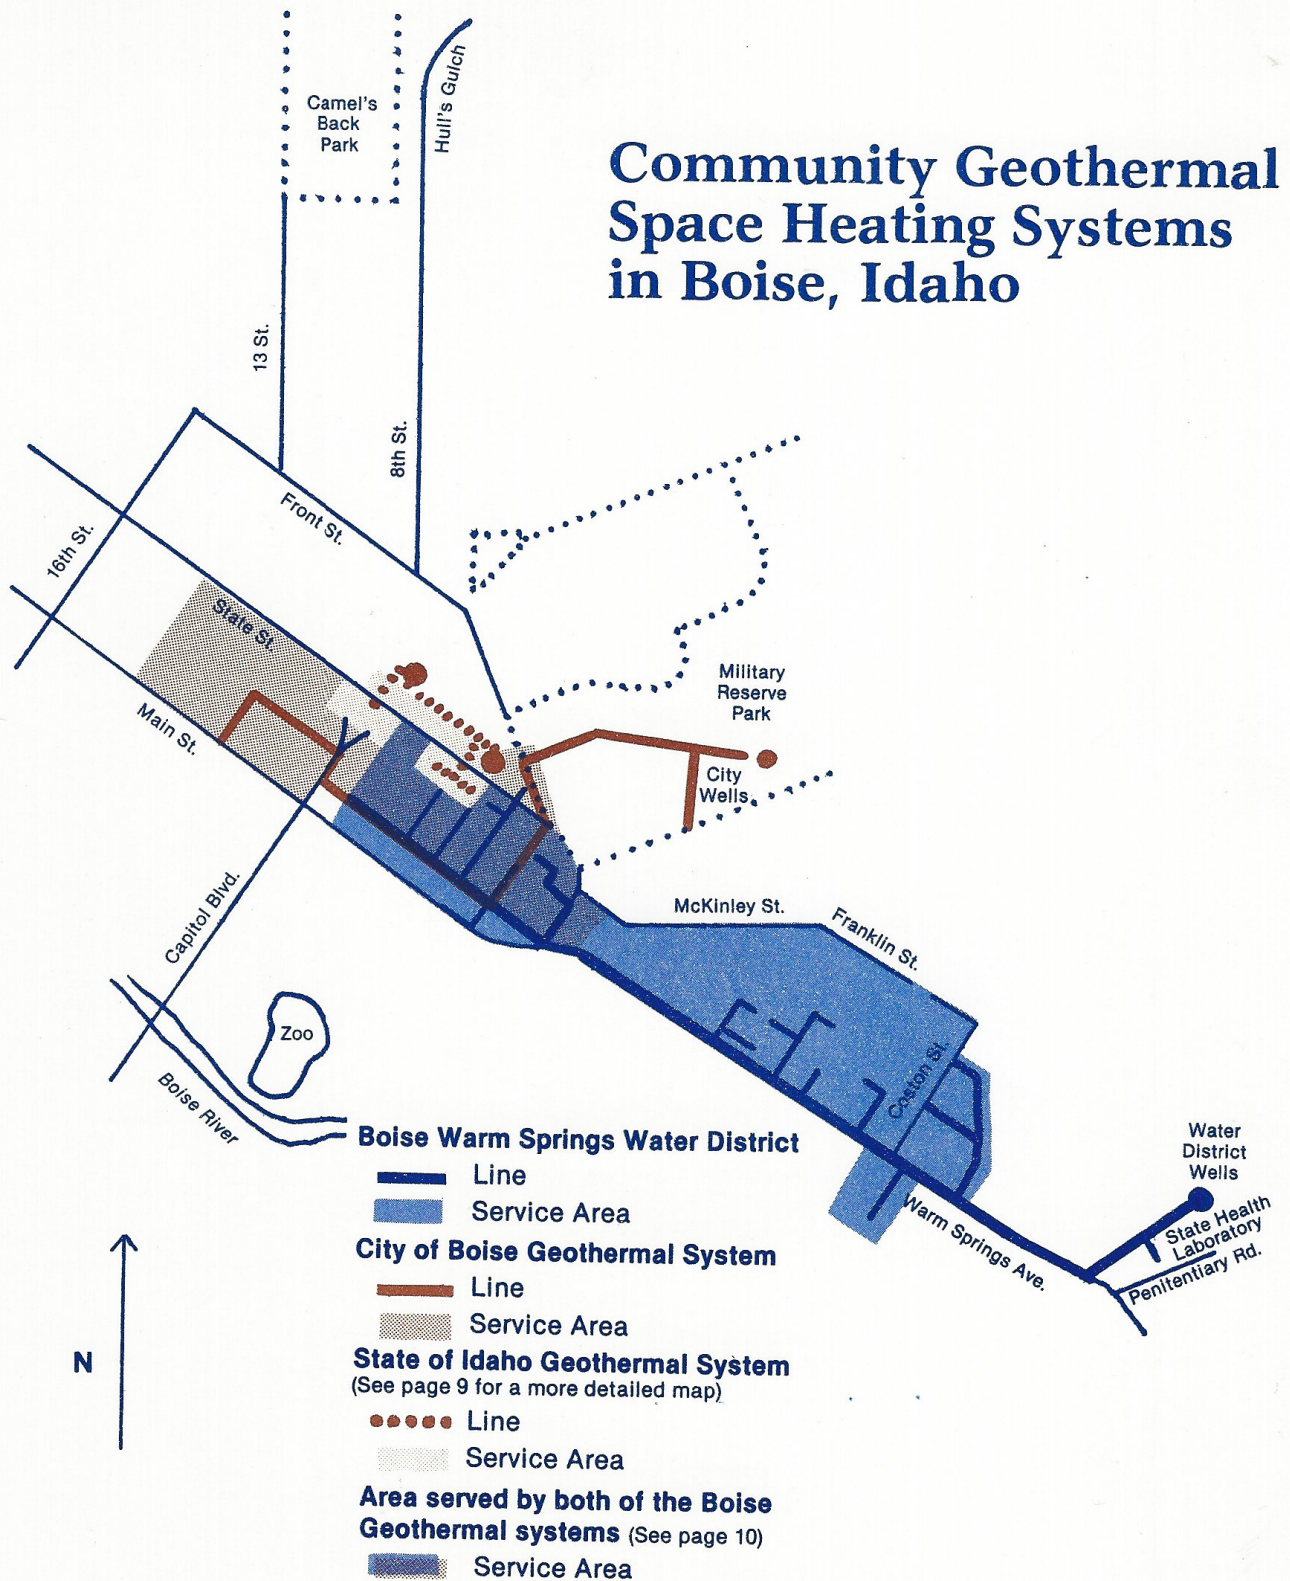 Community Geothermal
Space Heating Systems
in Boise, Idaho
Camel's
Back
Park
Hull's Gulch
13 St.
8th St.
Front St.
16th St.
State St.
Main St.
Military
Reserve
Park
City
Wells
McKinley St.
Franklin St.
Capitol Blvd.
Zoo
Boise River
Coston St.
Water
District
Wells
State Health
Laboratory
Penitentiary Rd.
Warm Springs Ave.
N
Boise Warm Springs Water District
Line
Service Area
City of Boise Geothermal System
Line
Service Area
State of Idaho Geothermal System
(See page 9 for a more detailed map)
Line
Service Area
Area served by both of the Boise
Geothermal systems (See page 10)
Service Area